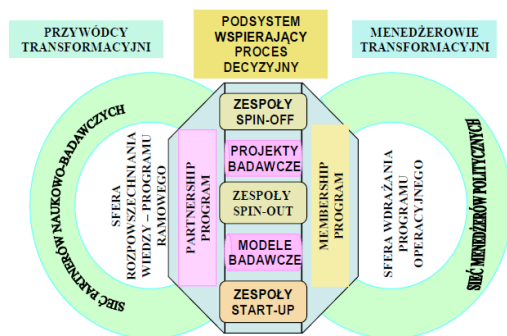 PRZYWÓDCY
TRANSFORMACYJNI
PODSYSTEM
WSPIERAJĄCY
PROCES
DECYZYJNY
MENEDŻEROWIE
TRANSFORMACYJNI
SIEĆ PARTNERÓW NAUKOWO-BADAWCZYCH
SFERA
ROZPOWSZECHNIANIA
WIEDZY – PROGRAMU
RAMOWEGO
PARTNERSHIP
PROGRAM
ZESPOŁY
SPIN-OFF
PROJEKTY
BADAWCZE
ZESPOŁY
SPIN-OUT
MODELE
BADAWCZE
ZESPOŁY
START-UP
MEMBERSHIP
PROGRAM
SFERA WDRAŻANIA
PROGRAMU
OPERACYJNEGO
SIEĆ MENEDŻERÓW POLITYCZNYCH